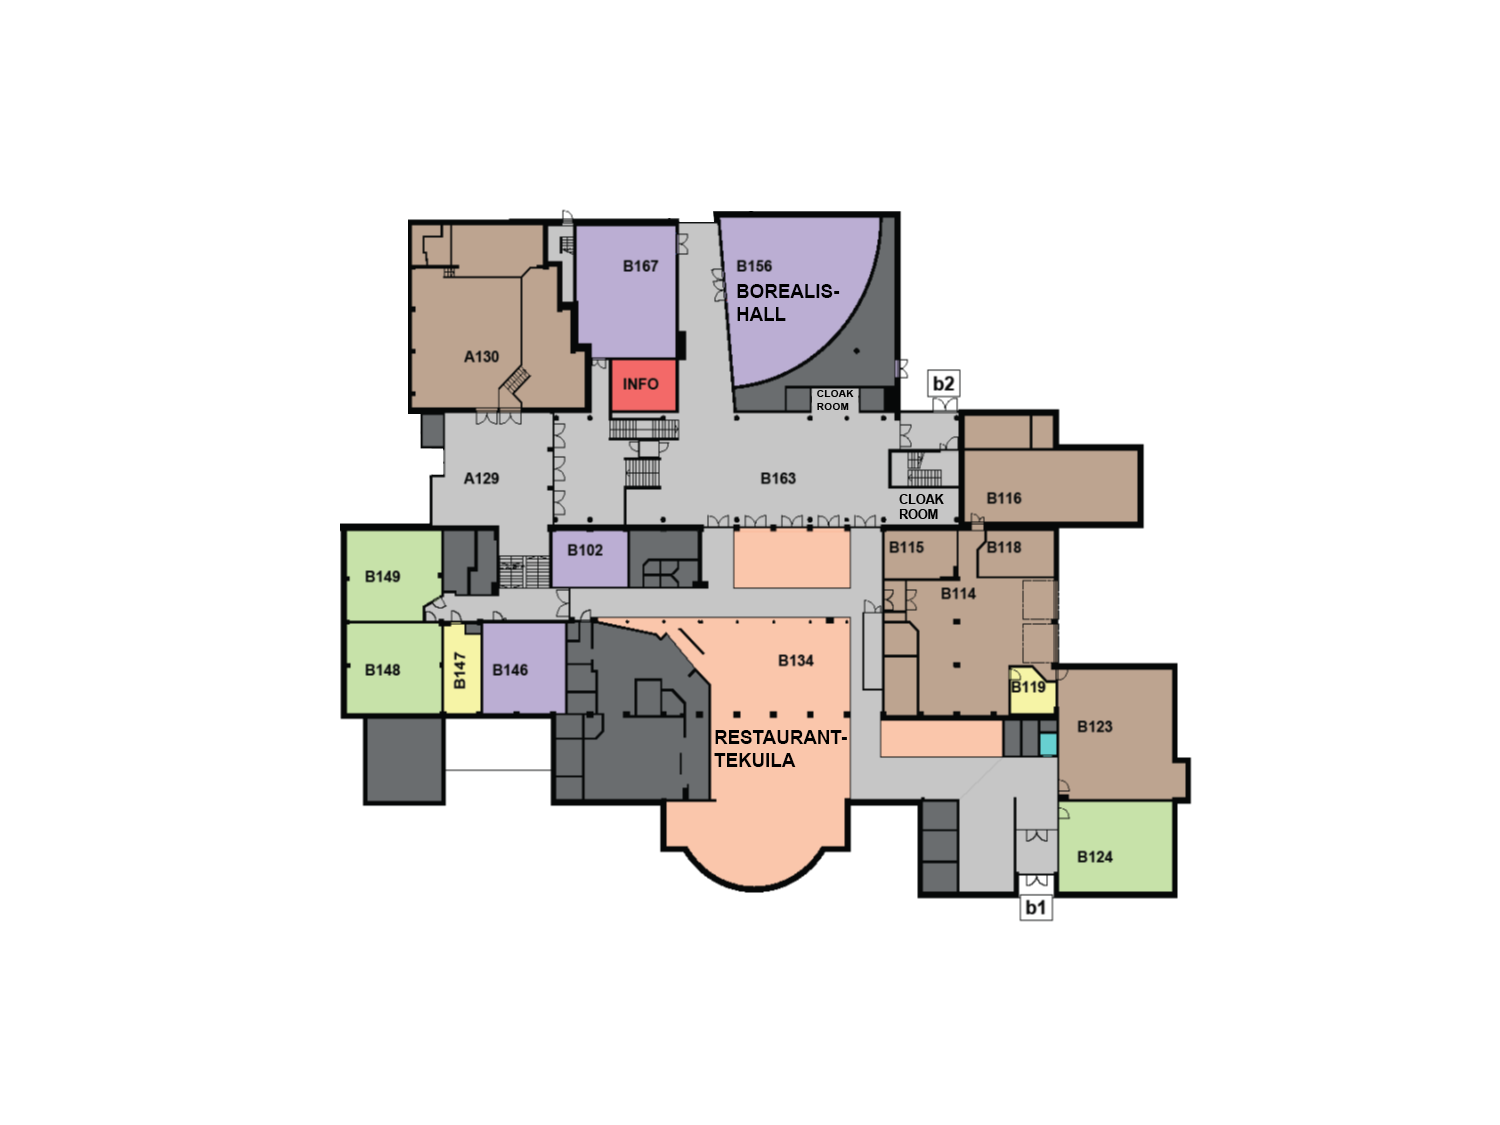 B167
B156
BOREALIS-
HALL
A130
INFO
b2
CLOAK
ROOM
A129
B163
B116
CLOAK
ROOM
B102
B115
B118
B149
B114
B148
B147
B146
B134
B119
B123
RESTAURANT-
TEKUILA
B124
b1